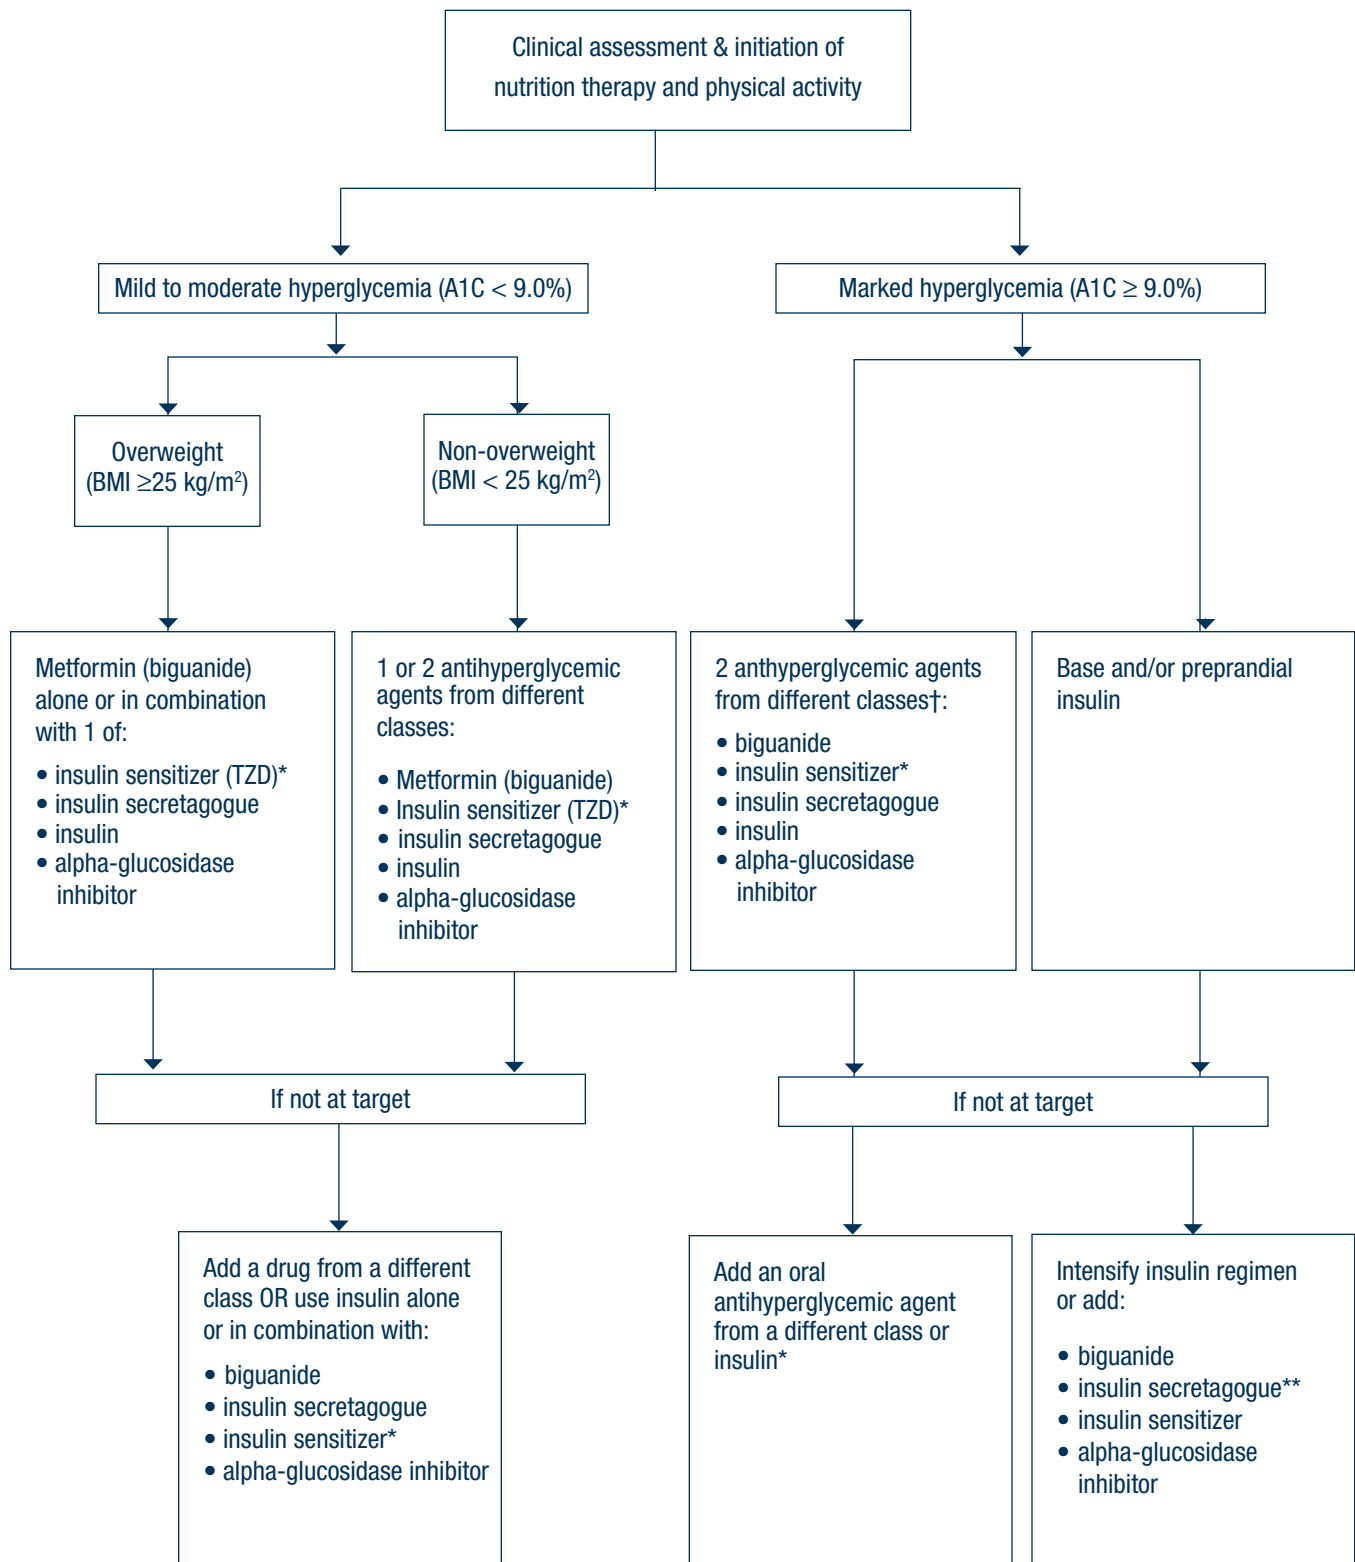 Clinical assessment & initiation of
nutrition therapy and physical activity
Mild to moderate hyperglycemia (A1C < 9.0%)
Marked hyperglycemia (A1C ≥ 9.0%)
Overweight
(BMI ≥25 kg/m²)
Non-overweight
(BMI < 25 kg/m²)
Metformin (biguanide)
alone or in combination
with 1 of:
• insulin sensitizer (TZD)*
• insulin secretagogue
• insulin
• alpha-glucosidase
inhibitor
1 or 2 antihyperglycemic
agents from different
classes:
• Metformin (biguanide)
• Insulin sensitizer (TZD)*
• insulin secretagogue
• insulin
• alpha-glucosidase
inhibitor
2 anthyperglycemic agents
from different classes†:
• biguanide
• insulin sensitizer*
• insulin secretagogue
• insulin
• alpha-glucosidase
inhibitor
Base and/or preprandial
insulin
If not at target
If not at target
Add a drug from a different
class OR use insulin alone
or in combination with:
• biguanide
• insulin secretagogue
• insulin sensitizer*
• alpha-glucosidase inhibitor
Add an oral
antihyperglycemic agent
from a different class or
insulin*
Intensify insulin regimen
or add:
• biguanide
• insulin secretagogue**
• insulin sensitizer
• alpha-glucosidase
inhibitor